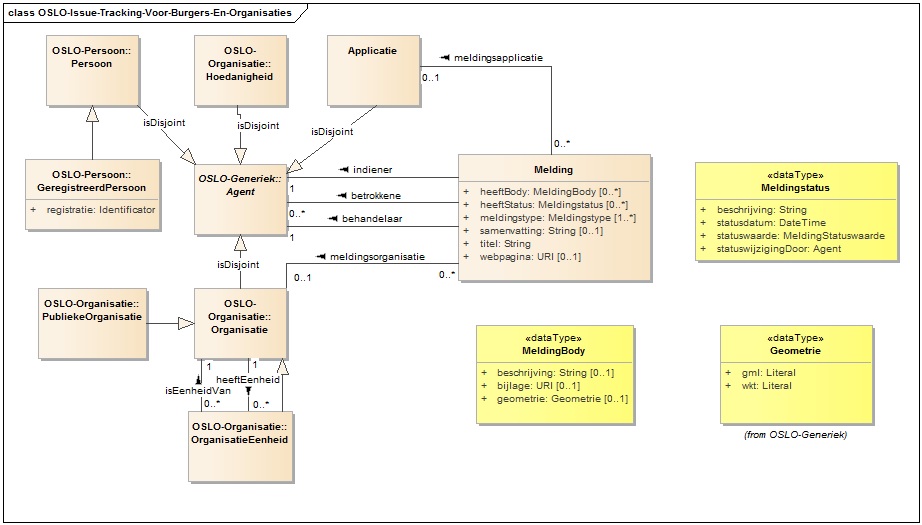 class OSLO-Issue-Tracking-Voor-Burgers-En-Organisaties
OSLO-Persoon::
Persoon
OSLO-
Organisatie::
Hoedanigheid
Applicatie
meldingsapplicatie
0..1
0..*
isDisjoint
isDisjoint
isDisjoint
OSLO-Persoon::
GeregistreerdPersoon
+ registratie: Identificator
OSLO-Generiek::
Agent
indiener
1
betrokkene
0..*
behandelaar
1
Melding
+ heeftBody: MeldingBody [0..*]
+ heeftStatus: Meldingstatus [0..*]
+ meldingstype: Meldingstype [1..*]
+ samenvatting: String [0..1]
+ titel: String
+ webpagina: URI [0..1]
«dataType»
Meldingstatus
+ beschrijving: String
+ statusdatum: DateTime
+ statuswaarde: MeldingStatuswaarde
+ statuswijzigingDoor: Agent
isDisjoint
meldingsorganisatie
0..1
0..*
OSLO-Organisatie::
PubliekeOrganisatie
OSLO-
Organisatie::
Organisatie
1
1
isEenheidVan
heeftEenheid
0..*
0..*
OSLO-Organisatie::
OrganisatieEenheid
«dataType»
MeldingBody
+ beschrijving: String [0..1]
+ bijlage: URI [0..1]
+ geometrie: Geometrie [0..1]
«dataType»
Geometrie
+ gml: Literal
+ wkt: Literal
(from OSLO-Generiek)